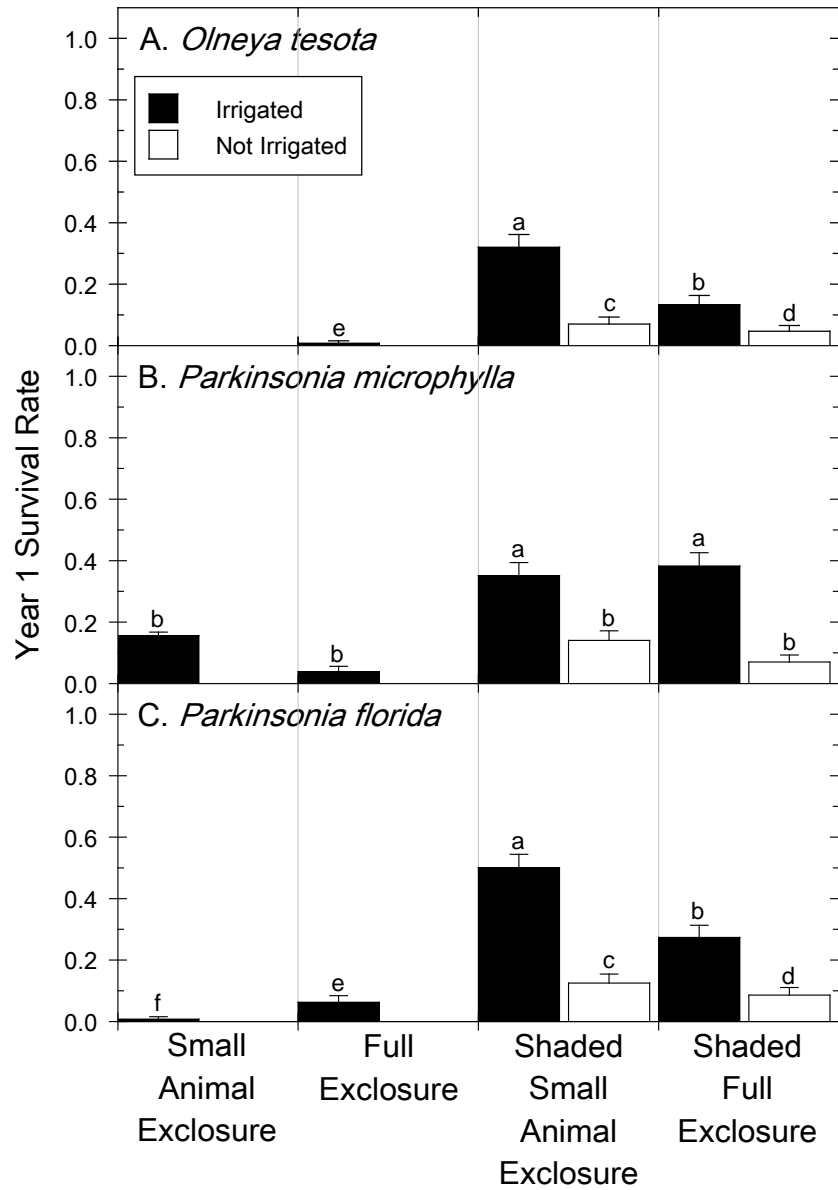 Year 1 Survival Rate
A. Olneya tesota
Irrigated
Not Irrigated
1.0
0.8
0.6
0.4
0.2
0.0
e
a
c
b
d
B. Parkinsonia microphylla
1.0
0.8
0.6
0.4
0.2
0.0
b
b
a
b
a
b
C. Parkinsonia florida
1.0
0.8
0.6
0.4
0.2
0.0
f
e
a
c
b
d
Small
Animal
Exclosure
Full
Exclosure
Shaded
Small
Animal
Exclosure
Shaded
Full
Exclosure